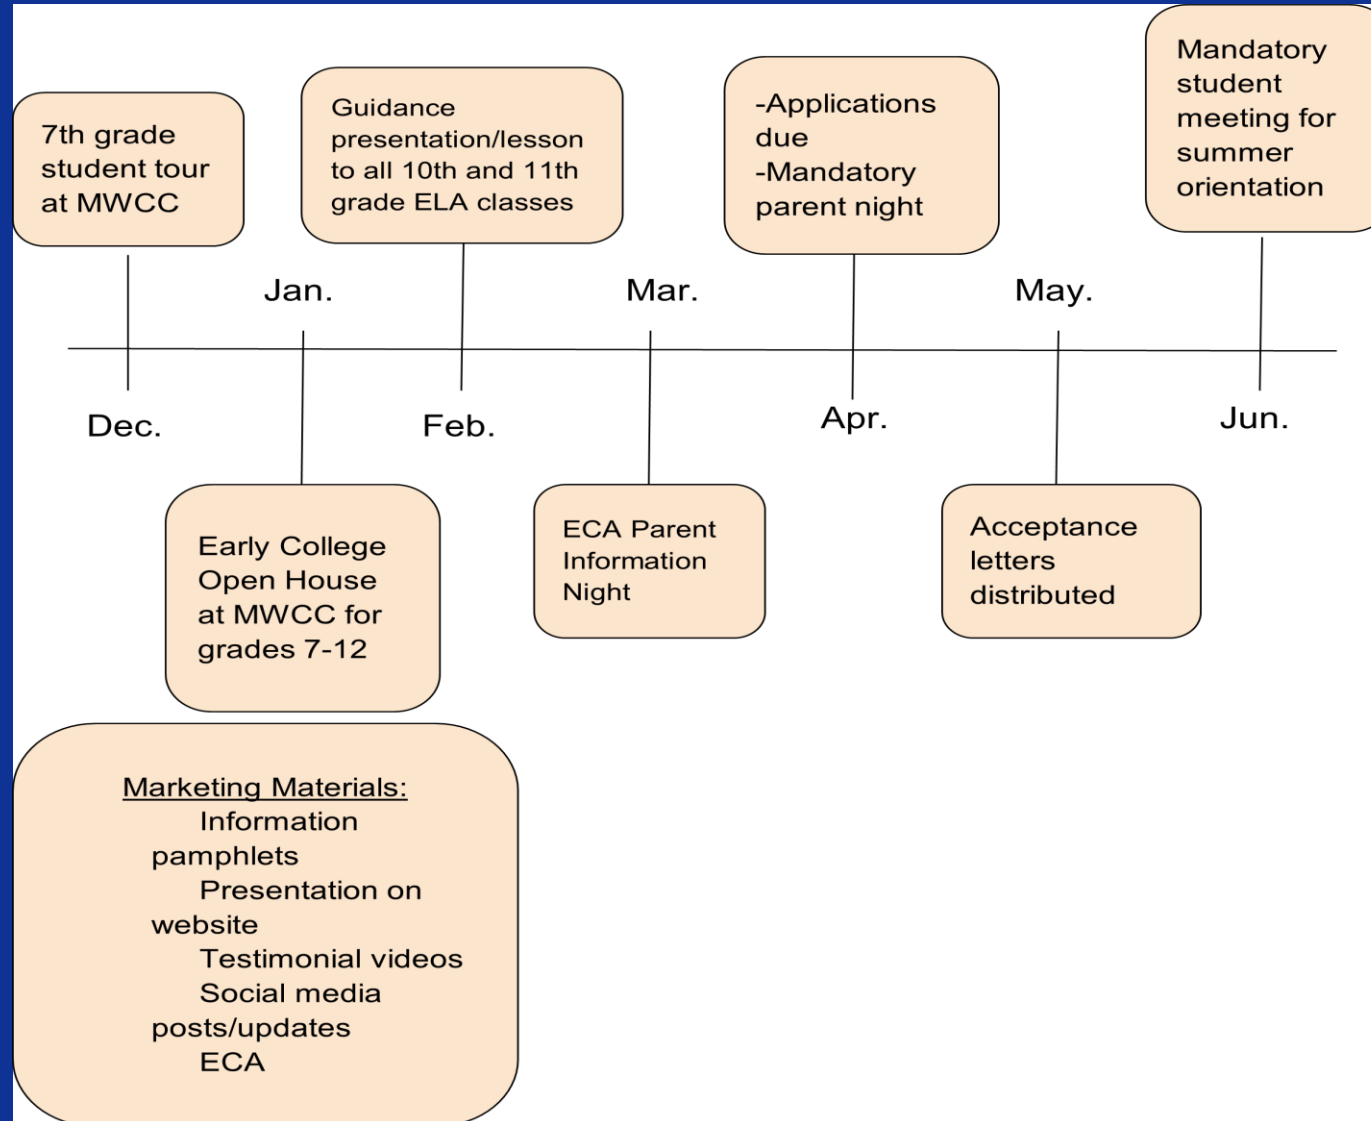 7th grade
student tour
at MWCC
Guidance
presentation/lesson
to all 10th and 11th
grade ELA classes
-Applications
due
-Mandatory
parent night
Mandatory
student
meeting for
summer
orientation
Jan.
Mar.
May.
Dec.
Feb.
Apr.
Jun.
Early College
Open House
at MWCC for
grades 7-12
ECA Parent
Information
Night
Acceptance
letters
distributed
Marketing Materials:
Information
pamphlets
Presentation on
website
Testimonial videos
Social media
posts/updates
ECA